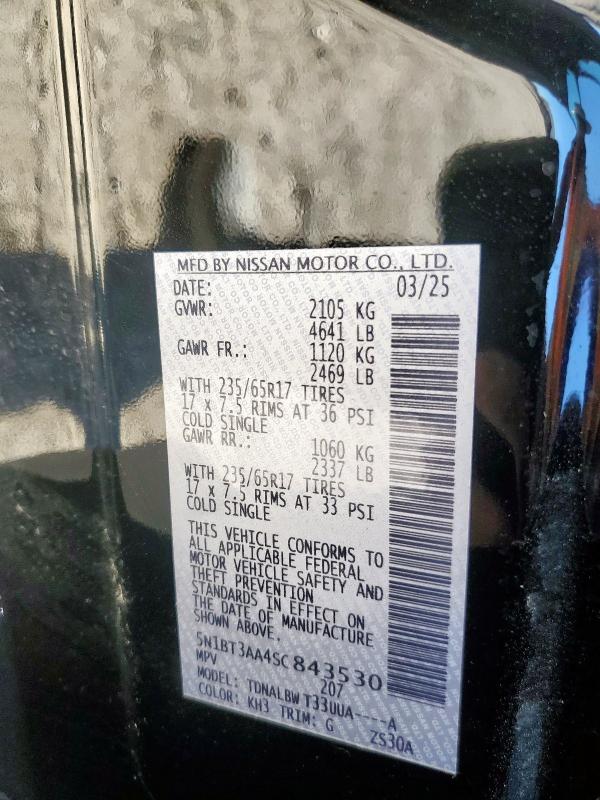 MFD BY NISSAN MOTOR CO., LTD.
DATE: 03/25
GVWR: 2105 KG
4641 LB
GAWR FR.: 1120 KG
2469 LB
WITH 235/65R17 TIRES
17 x 7.5 RIMS AT 36 PSI
COLD SINGLE
GAWR RR.: 1060 KG
2337 LB
WITH 235/65R17 TIRES
17 x 7.5 RIMS AT 33 PSI
COLD SINGLE
THIS VEHICLE CONFORMS TO
ALL APPLICABLE FEDERAL
MOTOR VEHICLE SAFETY AND
THEFT PREVENTION
STANDARDS IN EFFECT ON
THE DATE OF MANUFACTURE
SHOWN ABOVE.
5N1BT3AA4SC843530
MPV 207
MODEL: TDNALBW T33UUA----A
COLOR: KH3 TRIM: G ZS30A